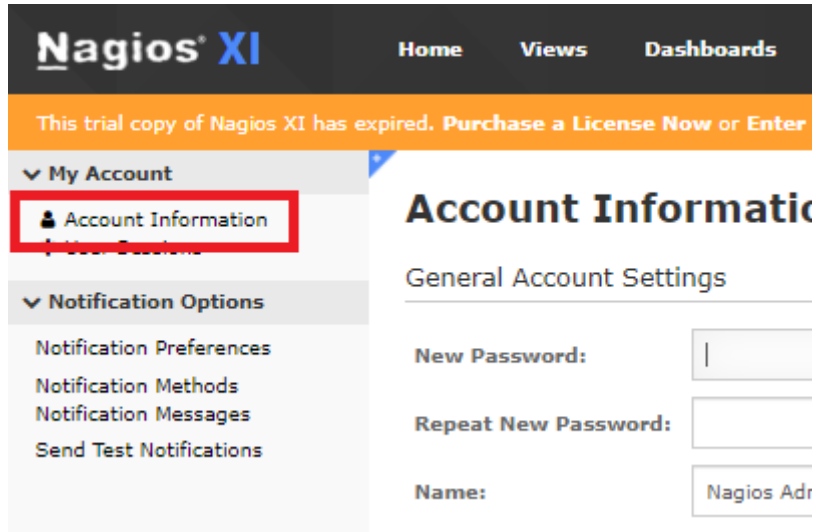 Nagios® XI Home Views Dashboards
This trial copy of Nagios XI has expired. Purchase a License Now or Enter
My Account
Account Information
Notification Options
Notification Preferences
Notification Methods
Notification Messages
Send Test Notifications
Account Informatio
General Account Settings
New Password:
Repeat New Password:
Name: Nagios Adm